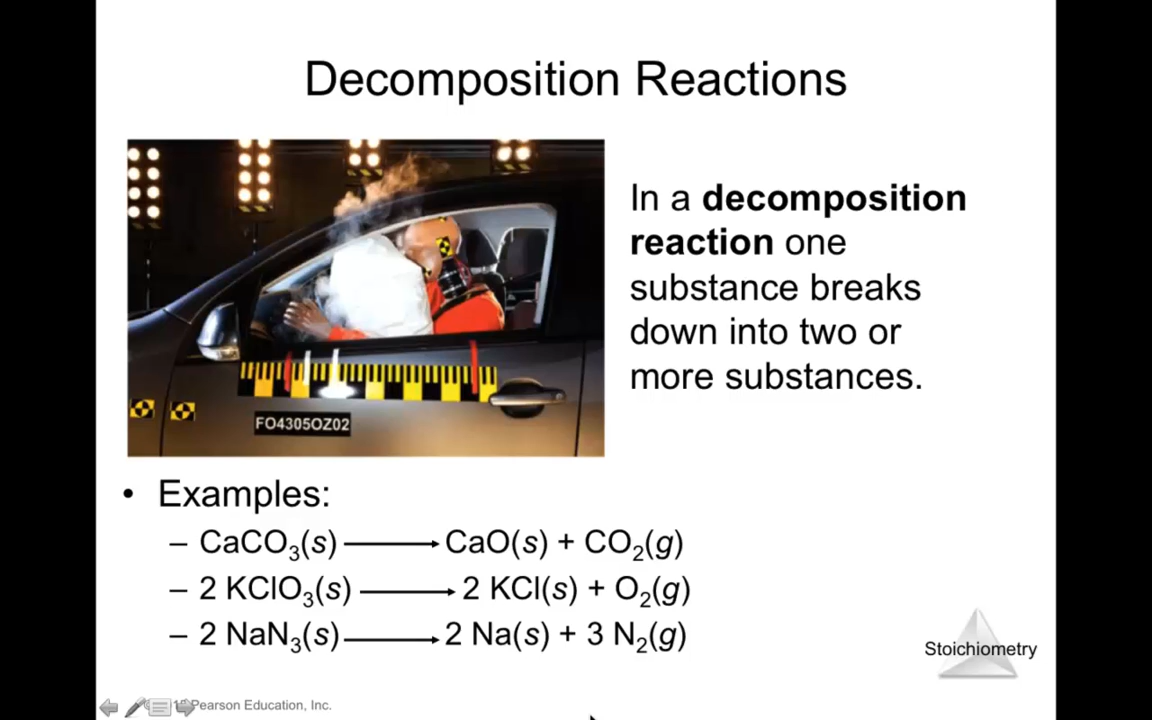 Decomposition Reactions
In a decomposition
reaction one
substance breaks
down into two or
more substances.
FO4305OZ02
• Examples:
– CaCO₃(s) ⟶ CaO(s) + CO₂(g)
– 2 KClO₃(s) ⟶ 2 KCl(s) + O₂(g)
– 2 NaN₃(s) ⟶ 2 Na(s) + 3 N₂(g)
Stoichiometry
Pearson Education, Inc.